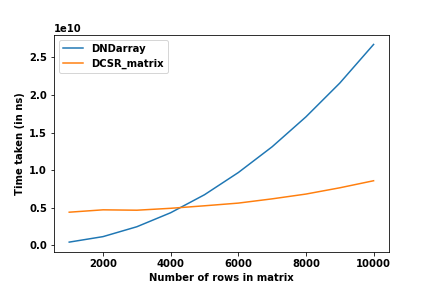 1e10
DNDarray
DCSR_matrix
2.5
2.0
1.5
1.0
0.5
0.0
Time taken (in ns)
2000 4000 6000 8000 10000
Number of rows in matrix